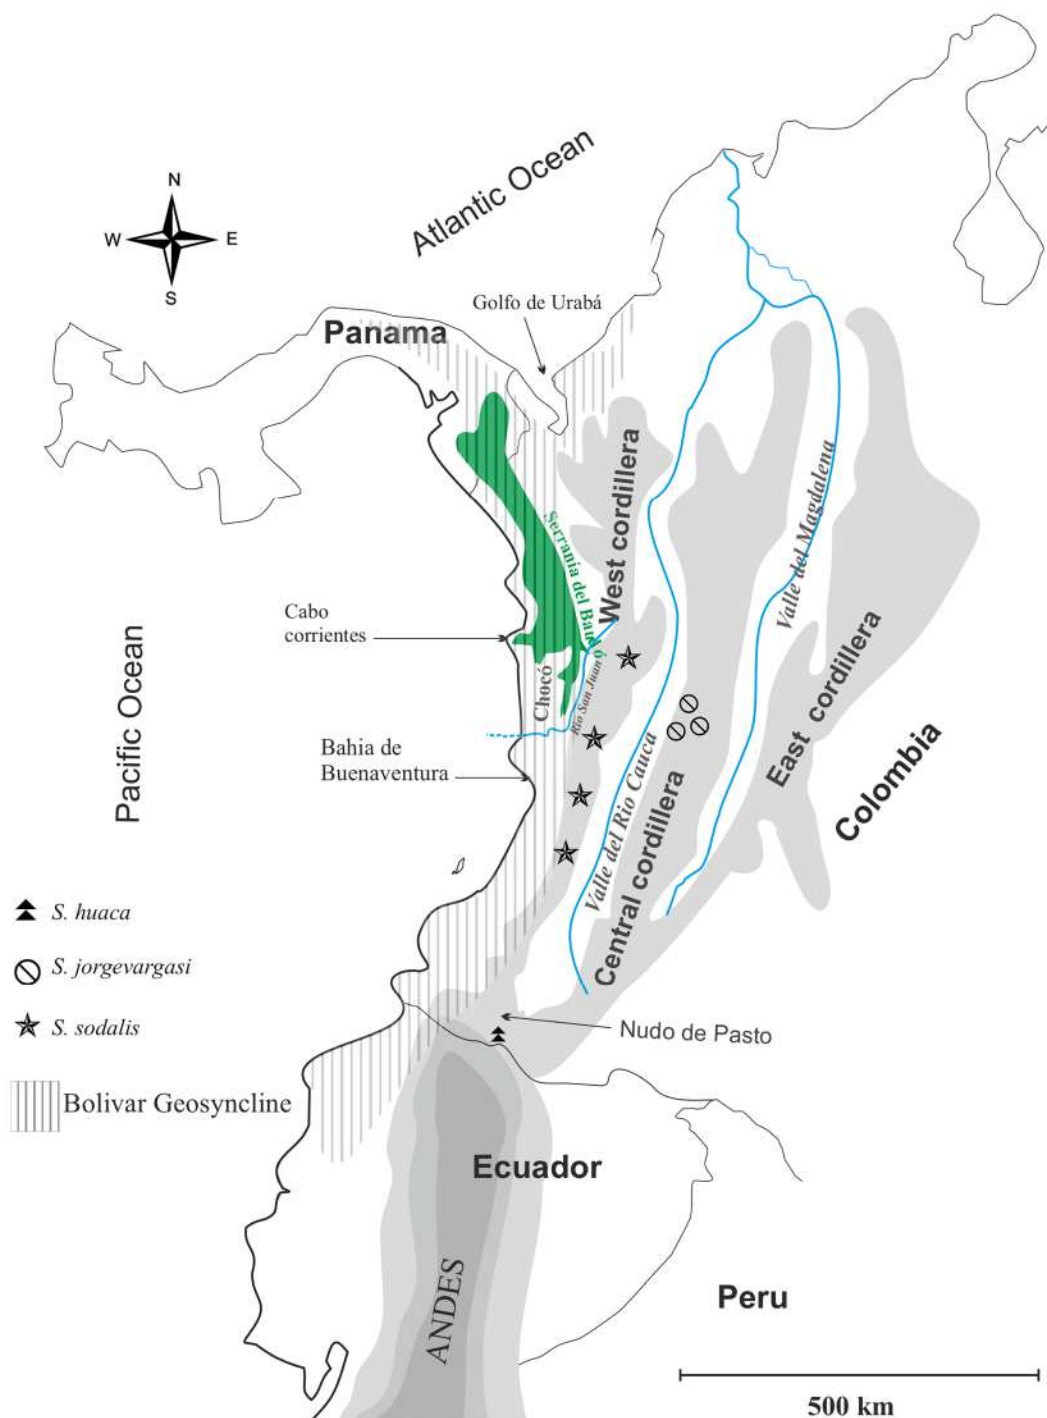 Atlantic Ocean
N
W
E
S
Golfo de Urabá
Panama
West cordillera
Serrania del Baudó
Valle del Magdalena
Cabo
corrientes
Chocó
Rio San Juan
Pacific Ocean
Bahia de
Buenaventura
Valle del Rio Cauca
Central cordillera
East cordillera
Colombia
S. huaca
S. jorgevargasi
S. sodalis
Nudo de Pasto
Bolivar Geosyncline
Ecuador
ANDES
Peru
500 km